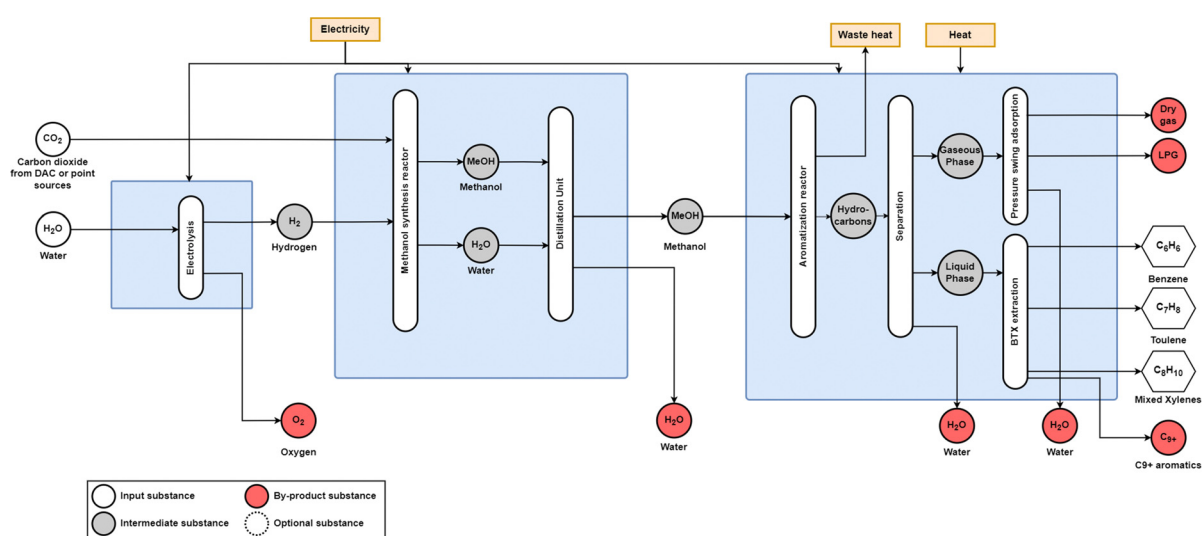 Electricity
Waste heat
Heat
CO₂
Carbon dioxide
from DAC or point
sources
H₂O
Water
Electrolysis
H₂
Hydrogen
O₂
Oxygen
Methanol synthesis reactor
MeOH
Methanol
H₂O
Water
Distillation Unit
MeOH
Methanol
H₂O
Water
Aromatization reactor
Hydro-
carbons
Separation
Gaseous
Phase
Liquid
Phase
Pressure swing adsorption
BTX extraction
Dry
gas
LPG
C₆H₆
Benzene
C₇H₈
Toulene
C₈H₁₀
Mixed Xylenes
H₂O
Water
H₂O
Water
C₉₊
C9+ aromatics
Input substance
By-product substance
Intermediate substance
Optional substance